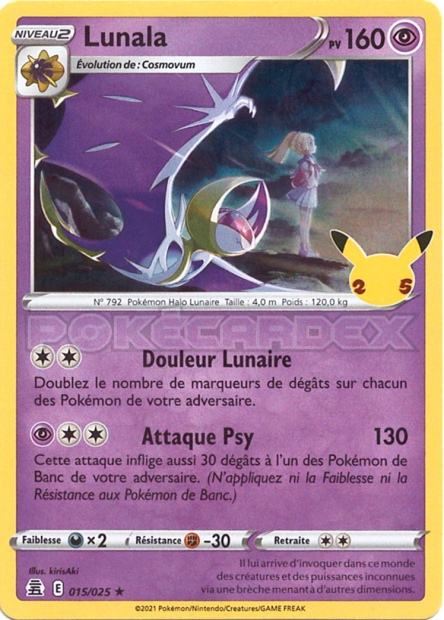 NIVEAU2
Lunala
PV 160
Évolution de : Cosmovum
25
N° 792 Pokémon Halo Lunaire Taille : 4,0 m Poids : 120,0 kg
POKÉCARDEX
Douleur Lunaire
Doublez le nombre de marqueurs de dégâts sur chacun
des Pokémon de votre adversaire.
Attaque Psy 130
Cette attaque inflige aussi 30 dégâts à l'un des Pokémon de
Banc de votre adversaire. (N'appliquez ni la Faiblesse ni la
Résistance aux Pokémon de Banc.)
Faiblesse ×2 Résistance -30 Retraite
Illus. kirisAki
E 015/025 ★
Il lui arrive d'invoquer dans ce monde
des créatures et des puissances inconnues
via une brèche menant à d'autres dimensions.
©2021 Pokémon/Nintendo/Creatures/GAME FREAK